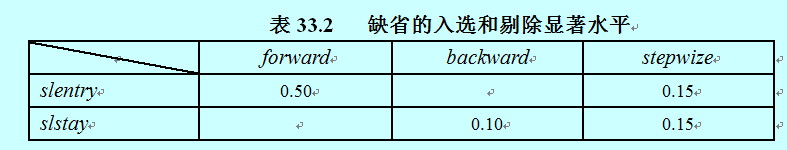 表 33.2 缺省的入选和剔除显著水平
forward backward stepwize
slentry 0.50 0.15
slstay 0.10 0.15